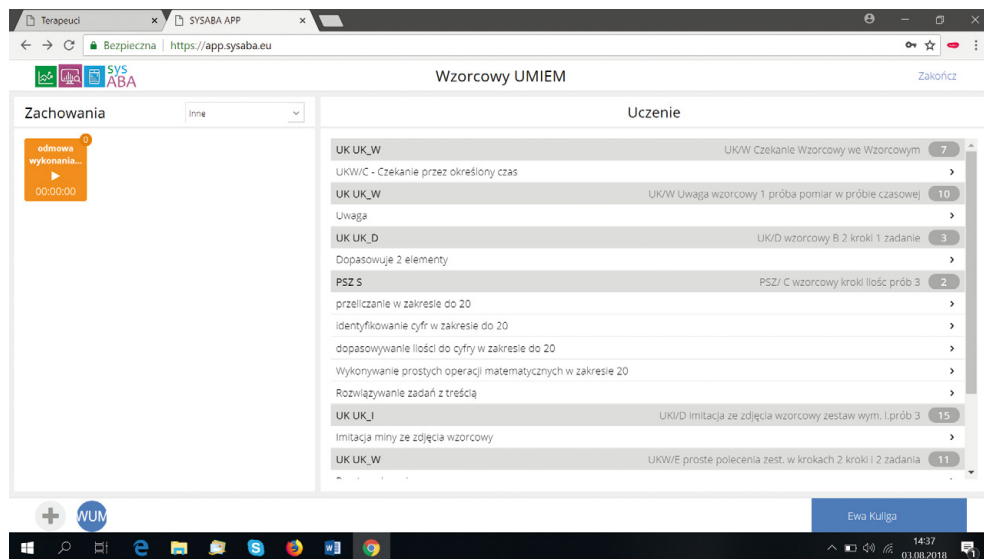 Terapeuci
SYSABA APP
Bezpieczna https://app.sysaba.eu
sys ABA
Wzorcowy UMIEM
Zakończ
Zachowania
Inne
Uczenie
0
odmowa
wykonania...
00:00:00
UK UK_W UK/W Czekanie Wzorcowy we Wzorcowym 7
UKW/C - Czekanie przez określony czas
UK UK_W UK/W Uwaga wzorcowy 1 próba pomiar w próbie czasowej 10
Uwaga
UK UK_D UK/D wzorcowy B 2 kroki 1 zadanie 3
Dopasowuje 2 elementy
PSZ S PSZ/ C wzorcowy kroki ilośc prób 3 2
przeliczanie w zakresie do 20
identyfikowanie cyfr w zakresie do 20
dopasowywanie ilości do cyfry w zakresie do 20
Wykonywanie prostych operacji matematycznych w zakresie 20
Rozwiązywanie zadań z treścią
UK UK_I UKI/D Imitacja ze zdjęcia wzorcowy zestaw wym. l.prób 3 15
Imitacja miny ze zdjęcia wzorcowy
UK UK_W UKW/E proste polecenia zest. w krokach 2 kroki i 2 zadania 11
WUM
Ewa Kuliga
14:37
03.08.2018